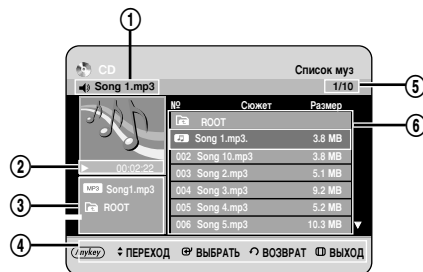 ①
CD Список муз
Song 1.mp3 1/10 ⑤
№ Сюжет Размер
ROOT ⑥
Song 1.mp3. 3.8 MB
② 00:02:22
002 Song 10.mp3 3.8 MB
003 Song 2.mp3 5.1 MB
MP3 Song1.mp3
004 Song 3.mp3 9.2 MB
③ ROOT
005 Song 4.mp3 5.2 MB
006 Song 5.mp3 10.3 MB
④ Anykey ПЕРЕХОД ВЫБРАТЬ ВОЗВРАТ ВЫХОД